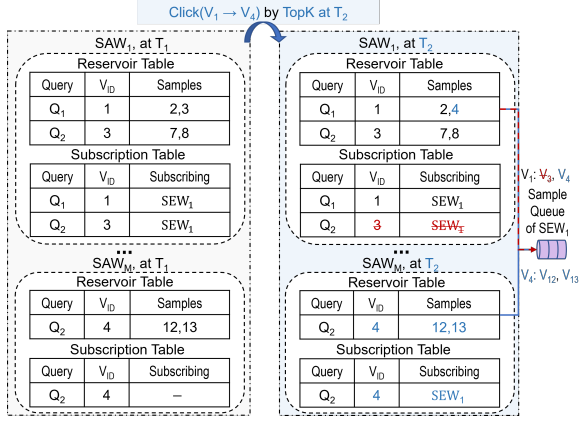 Click(V₁ → V₄) by TopK at T₂
SAW₁, at T₁
Reservoir Table
Query V_ID Samples
Q₁ 1 2,3
Q₂ 3 7,8
Subscription Table
Query V_ID Subscribing
Q₁ 1 SEW₁
Q₂ 3 SEW₁
...
SAW_M, at T₁
Reservoir Table
Query V_ID Samples
Q₂ 4 12,13
Subscription Table
Query V_ID Subscribing
Q₂ 4 –
SAW₁, at T₂
Reservoir Table
Query V_ID Samples
Q₁ 1 2,4
Q₂ 3 7,8
Subscription Table
Query V_ID Subscribing
Q₁ 1 SEW₁
Q₂ 3 SEW₁
...
SAW_M, at T₂
Reservoir Table
Query V_ID Samples
Q₂ 4 12,13
Subscription Table
Query V_ID Subscribing
Q₂ 4 SEW₁
V₁: V₃, V₄
Sample
Queue
of SEW₁
V₄: V₁₂, V₁₃